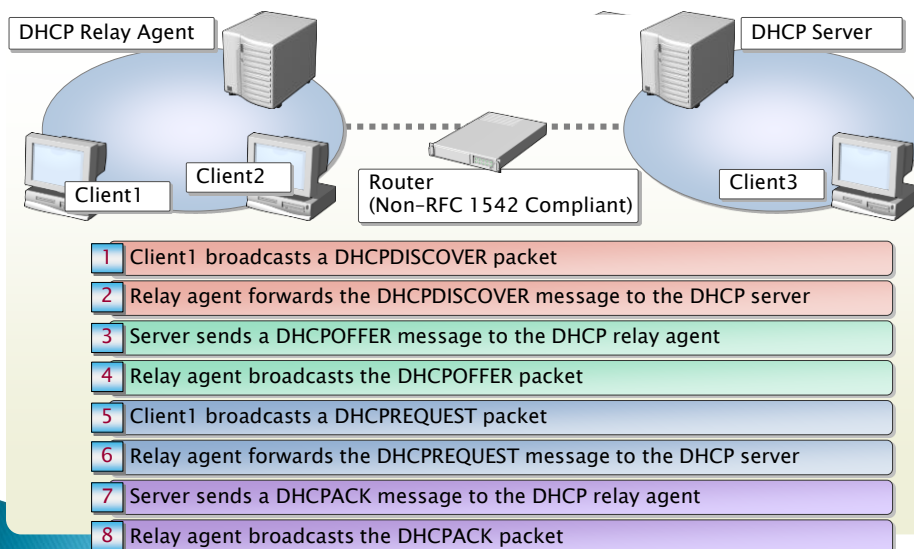 DHCP Relay Agent
DHCP Server
Client1
Client2
Router
(Non-RFC 1542 Compliant)
Client3
1 Client1 broadcasts a DHCPDISCOVER packet
2 Relay agent forwards the DHCPDISCOVER message to the DHCP server
3 Server sends a DHCPOFFER message to the DHCP relay agent
4 Relay agent broadcasts the DHCPOFFER packet
5 Client1 broadcasts a DHCPREQUEST packet
6 Relay agent forwards the DHCPREQUEST message to the DHCP server
7 Server sends a DHCPACK message to the DHCP relay agent
8 Relay agent broadcasts the DHCPACK packet